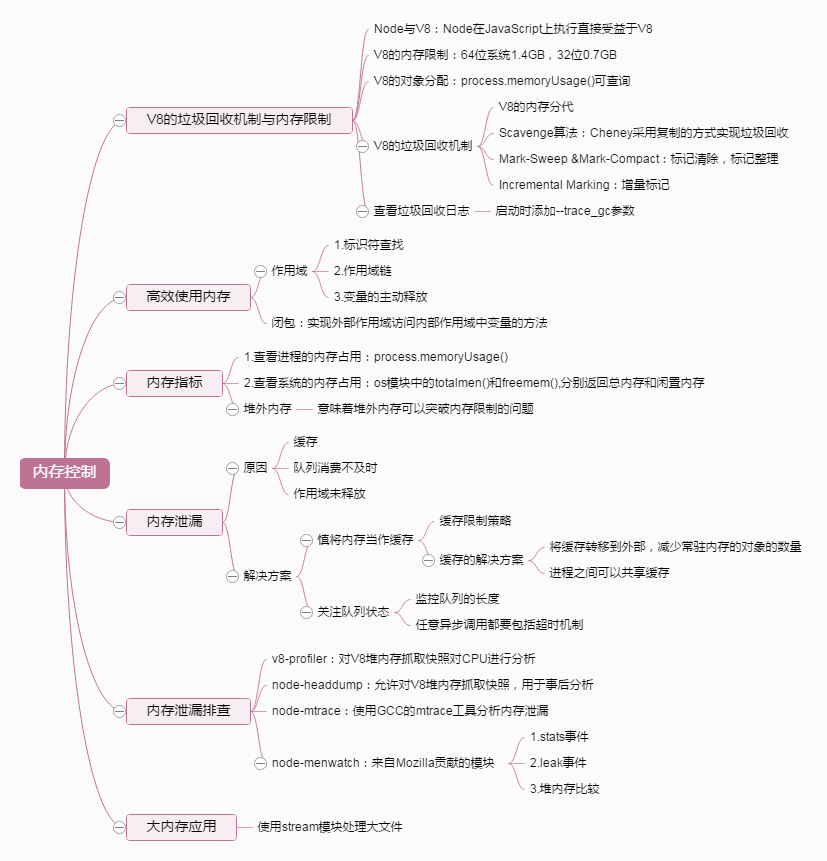 内存控制
V8的垃圾回收机制与内存限制
Node与V8：Node在JavaScript上执行直接受益于V8
V8的内存限制：64位系统1.4GB，32位0.7GB
V8的对象分配：process.memoryUsage()可查询
V8的垃圾回收机制
V8的内存分代
Scavenge算法：Cheney采用复制的方式实现垃圾回收
Mark-Sweep &Mark-Compact：标记清除，标记整理
Incremental Marking：增量标记
查看垃圾回收日志
启动时添加--trace_gc参数
高效使用内存
作用域
1.标识符查找
2.作用域链
3.变量的主动释放
闭包：实现外部作用域访问内部作用域中变量的方法
内存指标
1.查看进程的内存占用：process.memoryUsage()
2.查看系统的内存占用：os模块中的totalmen()和freemem(),分别返回总内存和闲置内存
堆外内存
意味着堆外内存可以突破内存限制的问题
内存泄漏
原因
缓存
队列消费不及时
作用域未释放
解决方案
慎将内存当作缓存
缓存限制策略
缓存的解决方案
将缓存转移到外部，减少常驻内存的对象的数量
进程之间可以共享缓存
关注队列状态
监控队列的长度
任意异步调用都要包括超时机制
内存泄漏排查
v8-profiler：对V8堆内存抓取快照对CPU进行分析
node-headdump：允许对V8堆内存抓取快照，用于事后分析
node-mtrace：使用GCC的mtrace工具分析内存泄漏
node-menwatch：来自Mozilla贡献的模块
1.stats事件
2.leak事件
3.堆内存比较
大内存应用
使用stream模块处理大文件